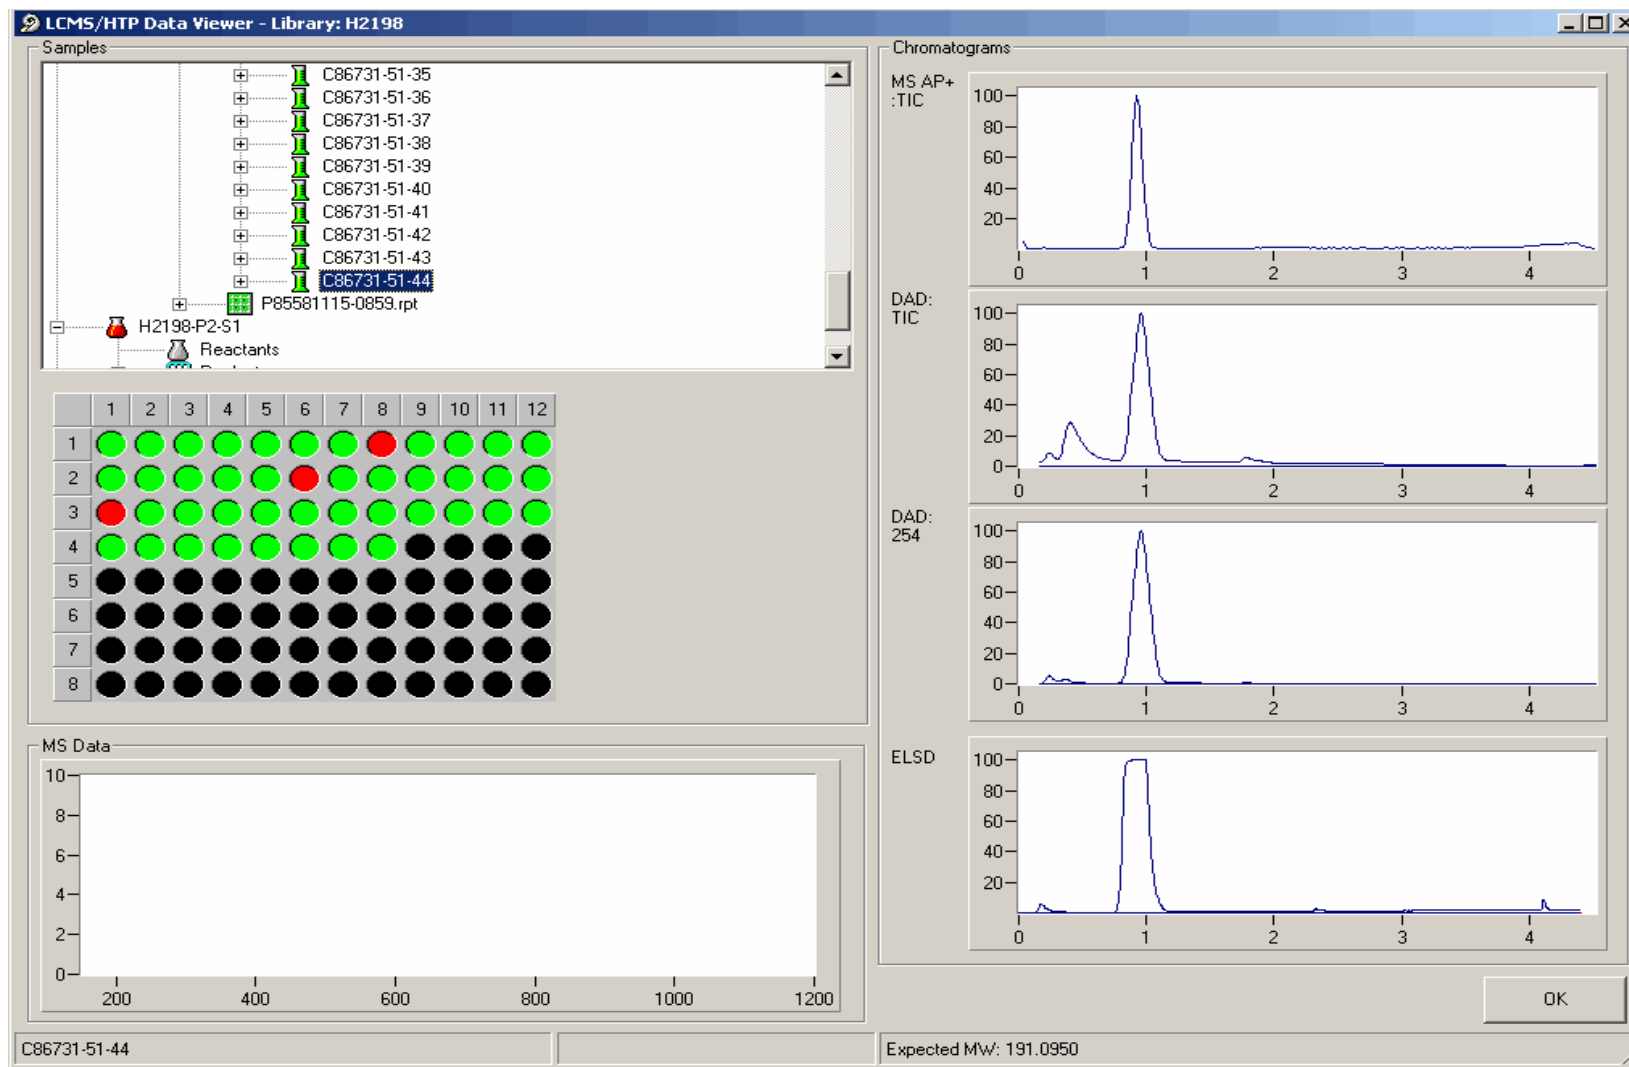 LCMS/HTP Data Viewer - Library: H2198
Samples
C86731-51-35
C86731-51-36
C86731-51-37
C86731-51-38
C86731-51-39
C86731-51-40
C86731-51-41
C86731-51-42
C86731-51-43
C86731-51-44
P85581115-0859.rpt
H2198-P2-S1
Reactants
1 2 3 4 5 6 7 8 9 10 11 12
1
2
3
4
5
6
7
8
MS Data
10
8
6
4
2
0
200 400 600 800 1000 1200
Chromatograms
MS AP+
:TIC
100
80
60
40
20
0 1 2 3 4
DAD:
TIC
100
80
60
40
20
0
0 1 2 3 4
DAD:
254
100
80
60
40
20
0
0 1 2 3 4
ELSD
100
80
60
40
20
0 1 2 3 4
OK
C86731-51-44
Expected MW: 191.0950